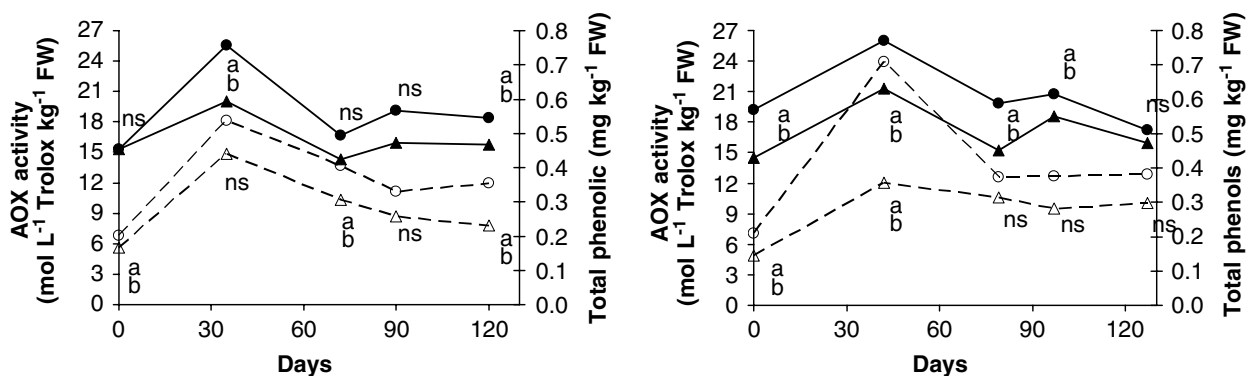 AOX activity
(mol L-1 Trolox kg-1 FW)
27
24
21
18
15
12
9
6
3
0
0.8
0.7
0.6
0.5
0.4
0.3
0.2
0.1
0.0
Total phenolic (mg kg-1 FW)
ns
a
b
ns
ns
a
b
ns
a
b
ns
a
b
a
b
0 30 60 90 120
Days
AOX activity
(mol L-1 Trolox kg-1 FW)
27
24
21
18
15
12
9
6
3
0
0.8
0.7
0.6
0.5
0.4
0.3
0.2
0.1
0.0
Total phenols (mg kg-1 FW)
a
b
a
b
a
b
a
b
ns
a
b
a
b
ns
ns
ns
0 30 60 90 120
Days